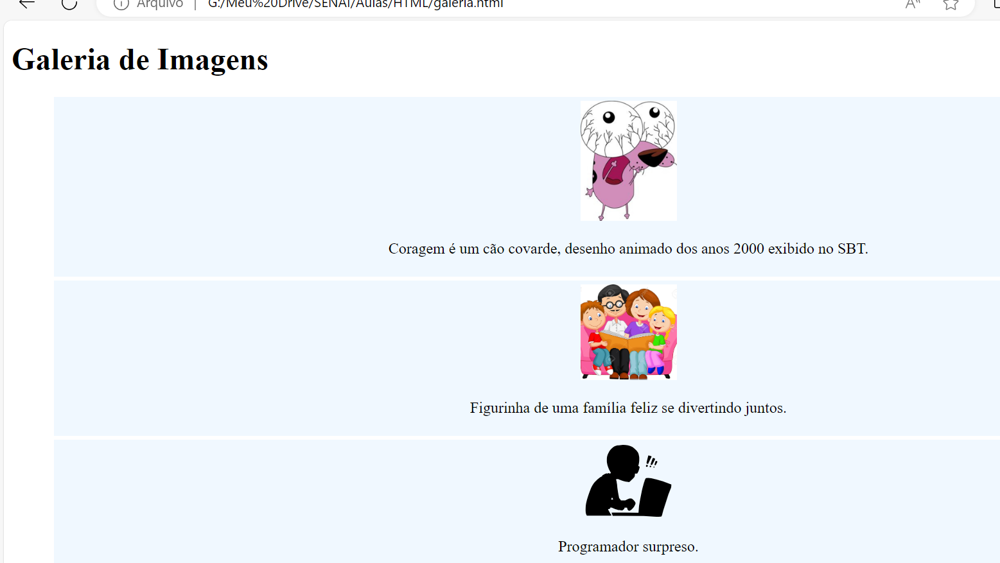 Arquivo | G:/Meu%20Drive/SENAI/Aulas/HTML/galeria.html
Galeria de Imagens
Coragem é um cão covarde, desenho animado dos anos 2000 exibido no SBT.
Figurinha de uma família feliz se divertindo juntos.
!!!
Programador surpreso.